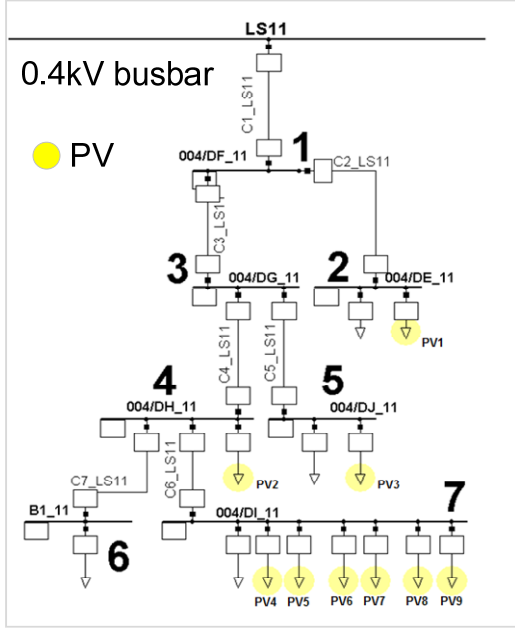 LS11
0.4kV busbar
C1_LS11
PV
004/DF_11
1
C2_LS11
C3_LS11
3
004/DG_11
2
004/DE_11
PV1
C4_LS11
C5_LS11
4
5
004/DH_11
004/DJ_11
C7_LS11
C6_LS11
PV2
PV3
B1_11
004/DI_11
7
6
PV4
PV5
PV6
PV7
PV8
PV9